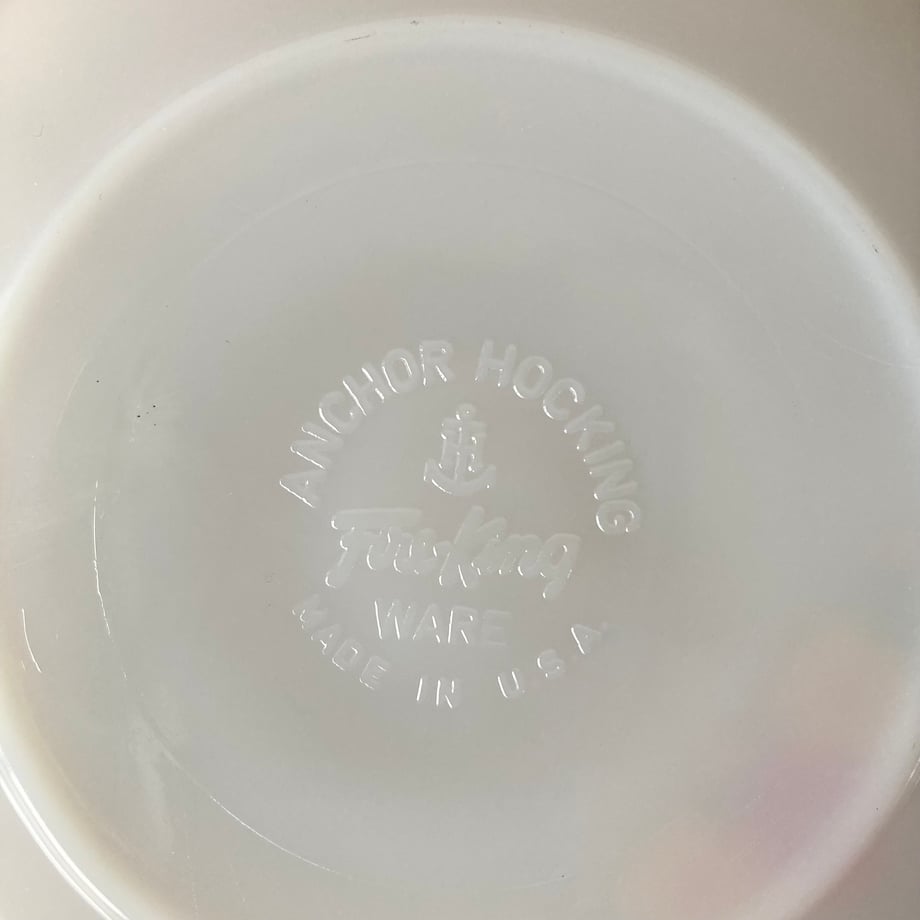 ANCHOR HOCKING
Fire King
WARE
MADE IN U.S.A.